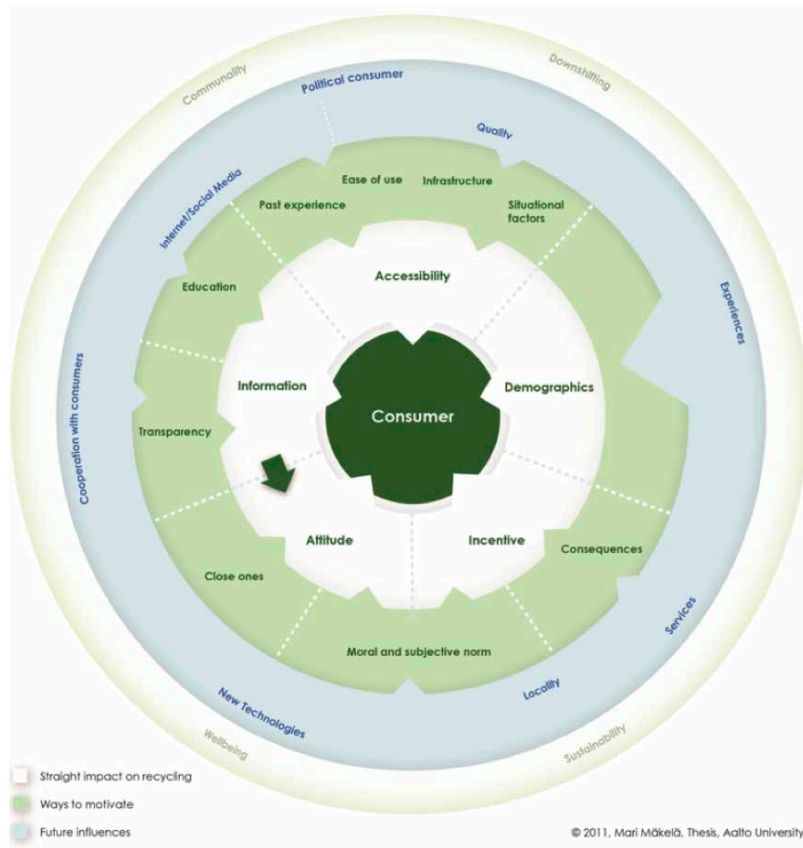 Communality
Downshifting
Political consumer
Quality
Ease of use
Infrastructure
Internet/Social Media
Past experience
Situational
factors
Accessibility
Education
Experiences
Information
Demographics
Consumer
Cooperation with consumers
Transparency
Attitude
Incentive
Consequences
Close ones
Services
Moral and subjective norm
Locality
New Technologies
Wellbeing
Sustainability
Straight impact on recycling
Ways to motivate
Future influences
© 2011, Mari Mäkelä, Thesis, Aalto University